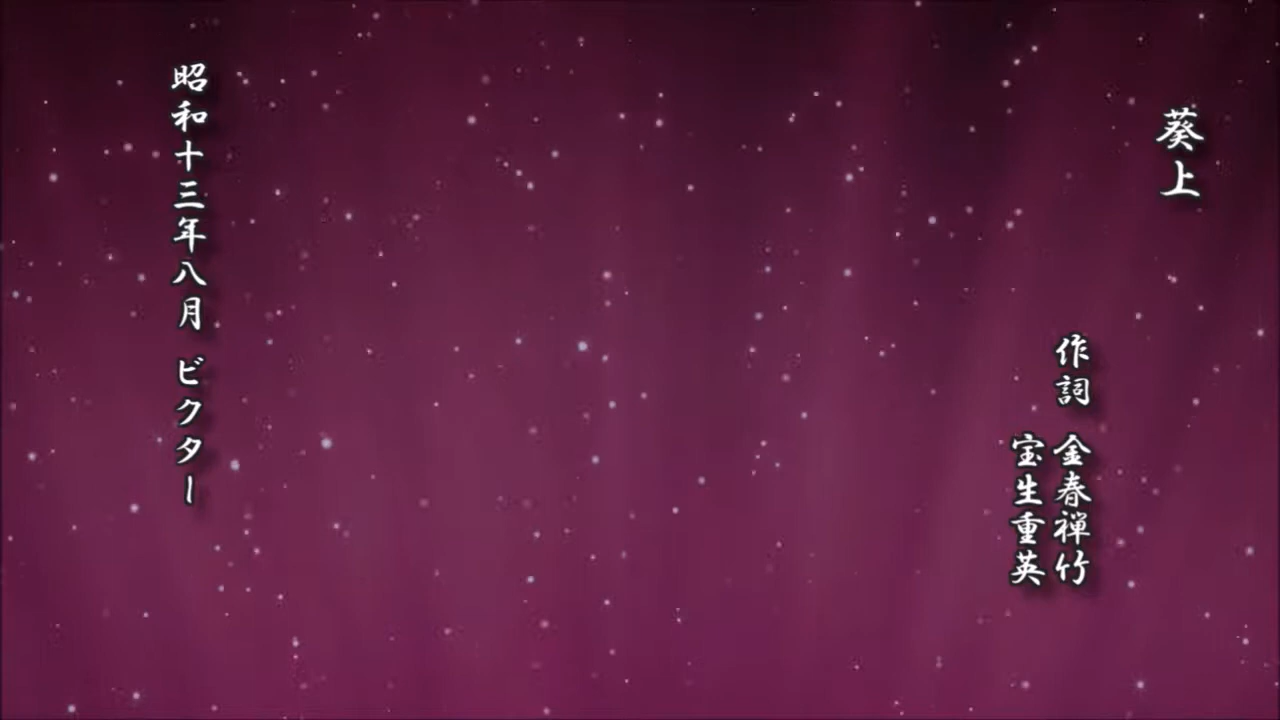 葵上
作詞 金春禅竹
宝生重英
昭和十三年八月 ビクター